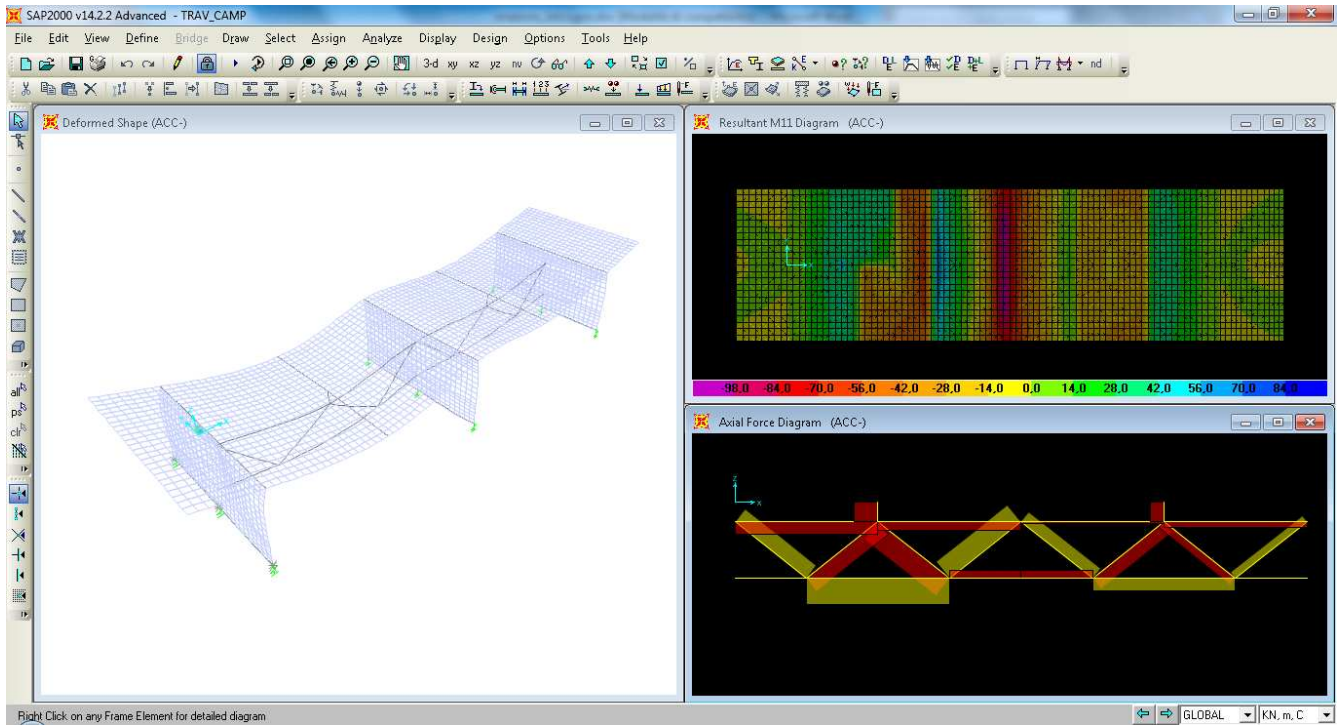 SAP2000 v14.2.2 Advanced - TRAV_CAMP
File Edit View Define Bridge Draw Select Assign Analyze Display Design Options Tools Help
3-d xy xz yz nv
nd
Deformed Shape (ACC-)
Resultant M11 Diagram (ACC-)
all
ps
clr
-98,0 -84,0 -70,0 -56,0 -42,0 -28,0 -14,0 0,0 14,0 28,0 42,0 56,0 70,0 84,0
Axial Force Diagram (ACC-)
Z
X
Right Click on any Frame Element for detailed diagram
GLOBAL
KN, m, C